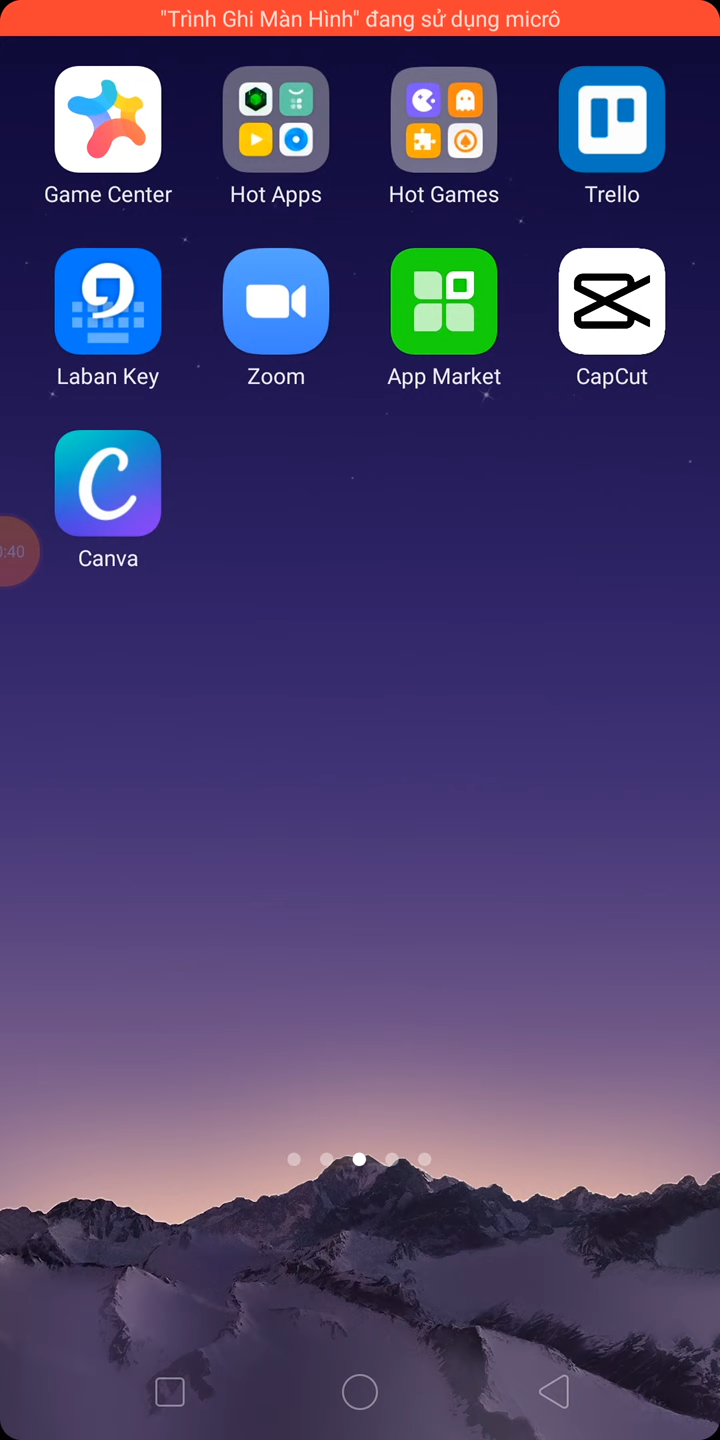 "Trình Ghi Màn Hình" đang sử dụng micrô
Game Center
Hot Apps
Hot Games
Trello
Laban Key
Zoom
App Market
CapCut
Canva
:40